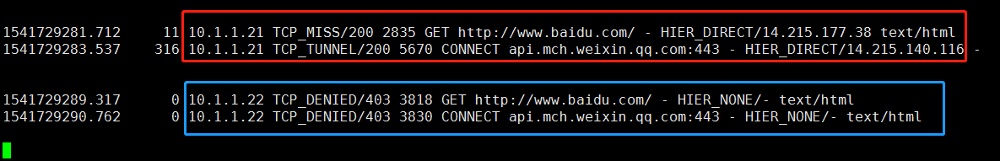 1541729281.712     11 10.1.1.21 TCP_MISS/200 2835 GET http://www.baidu.com/ - HIER_DIRECT/14.215.177.38 text/html
1541729283.537    316 10.1.1.21 TCP_TUNNEL/200 5670 CONNECT api.mch.weixin.qq.com:443 - HIER_DIRECT/14.215.140.116 -
1541729289.317      0 10.1.1.22 TCP_DENIED/403 3818 GET http://www.baidu.com/ - HIER_NONE/- text/html
1541729290.762      0 10.1.1.22 TCP_DENIED/403 3830 CONNECT api.mch.weixin.qq.com:443 - HIER_NONE/- text/html